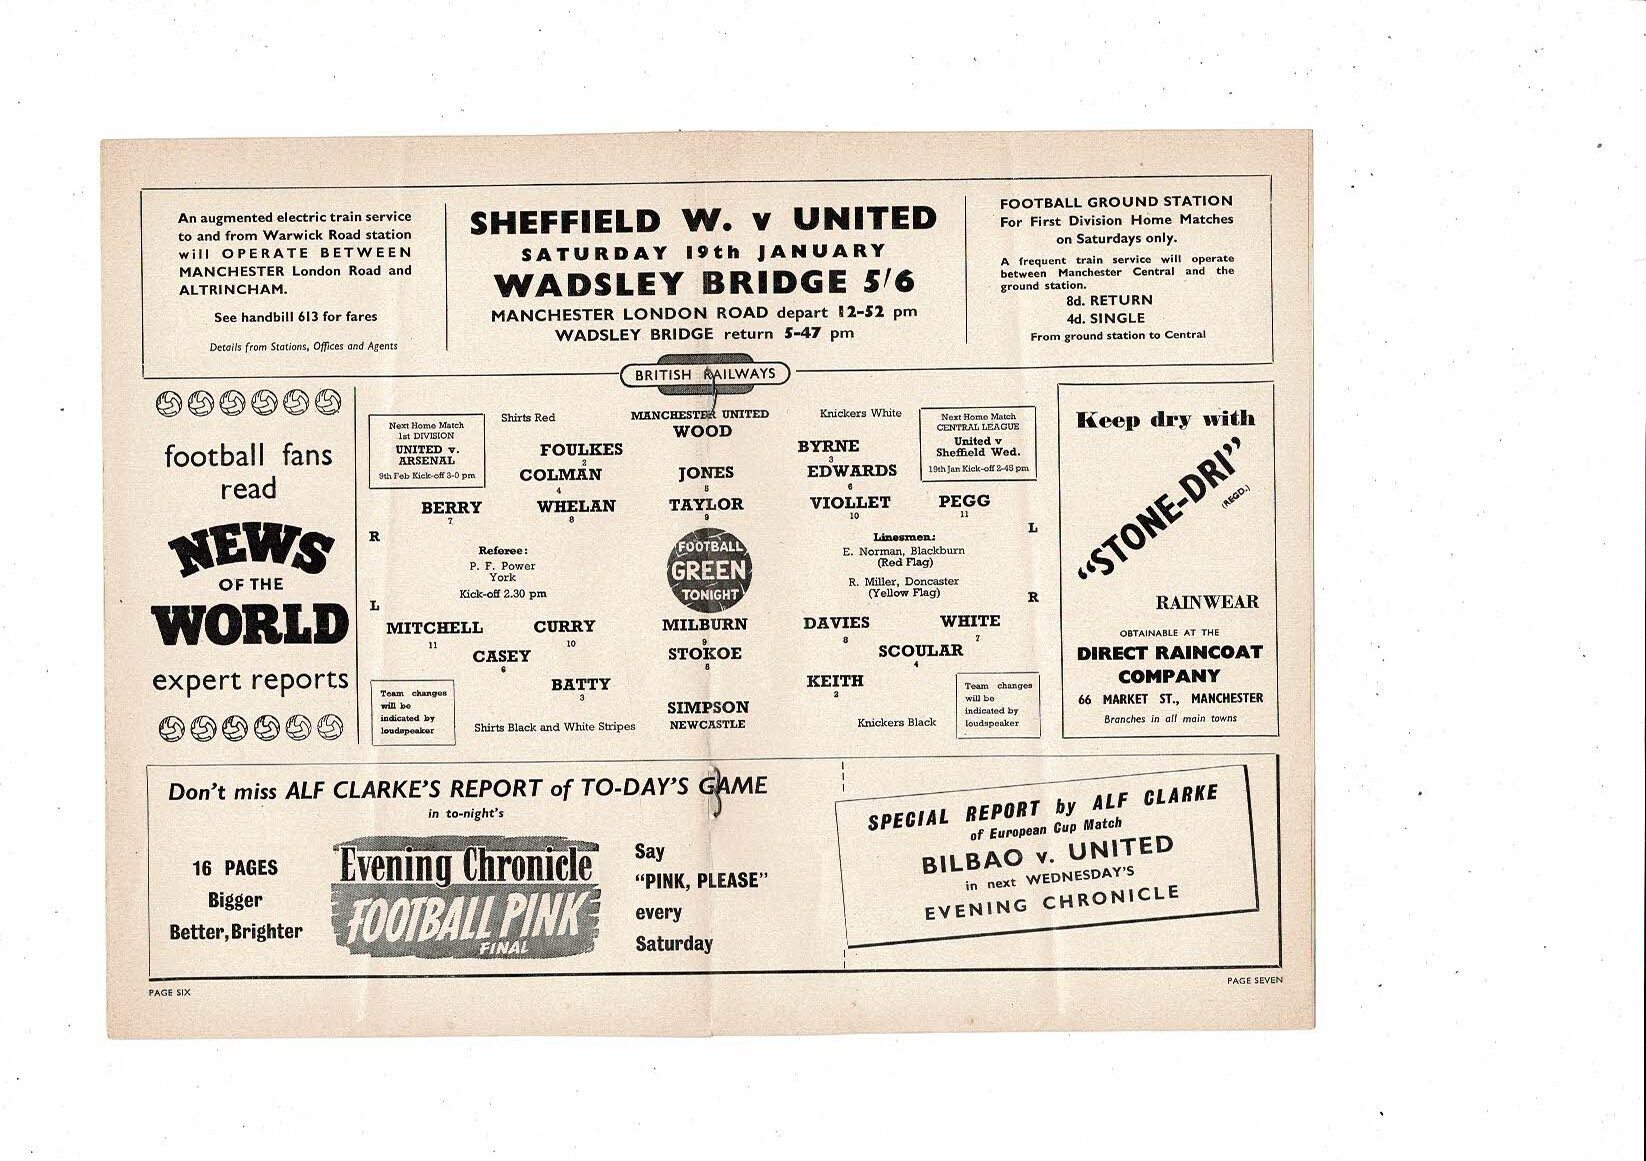 An augmented electric train service
to and from Warwick Road station
will OPERATE BETWEEN
MANCHESTER London Road and
ALTRINCHAM.
See handbill 613 for fares
Details from Stations, Offices and Agents
SHEFFIELD W. v UNITED
SATURDAY 19th JANUARY
WADSLEY BRIDGE 5/6
MANCHESTER LONDON ROAD depart 12-52 pm
WADSLEY BRIDGE return 5-47 pm
FOOTBALL GROUND STATION
For First Division Home Matches
on Saturdays only.
A frequent train service will operate
between Manchester Central and the
ground station.
8d. RETURN
4d. SINGLE
From ground station to Central
BRITISH RAILWAYS
football fans
read
NEWS
OF THE
WORLD
expert reports
Next Home Match
1st DIVISION
UNITED v.
ARSENAL
9th Feb Kick-off 3-0 pm
Shirts Red
MANCHESTER UNITED
Knickers White
Next Home Match
CENTRAL LEAGUE
United v
Sheffield Wed.
19th Jan Kick-off 2-45 pm
WOOD
FOULKES
2
BYRNE
3
COLMAN
4
JONES
5
EDWARDS
6
BERRY
7
WHELAN
8
TAYLOR
9
VIOLLET
10
PEGG
11
R
L
Referee:
P. F. Power
York
Kick-off 2.30 pm
FOOTBALL
GREEN
TONIGHT
Linesmen:
E. Norman, Blackburn
(Red Flag)
R. Miller, Doncaster
(Yellow Flag)
L
R
MITCHELL
11
CURRY
10
MILBURN
9
DAVIES
8
WHITE
7
CASEY
6
STOKOE
5
SCOULAR
4
BATTY
3
KEITH
2
SIMPSON
NEWCASTLE
Team changes
will be
indicated by
loudspeaker
Shirts Black and White Stripes
Knickers Black
Team changes
will be
indicated by
loudspeaker
Keep dry with
"STONE-DRI"
(REGD.)
RAINWEAR
OBTAINABLE AT THE
DIRECT RAINCOAT
COMPANY
66 MARKET ST., MANCHESTER
Branches in all main towns
Don't miss ALF CLARKE'S REPORT of TO-DAY'S GAME
in to-night's
16 PAGES
Bigger
Better, Brighter
Evening Chronicle
FOOTBALL PINK
FINAL
Say
"PINK, PLEASE"
every
Saturday
SPECIAL REPORT by ALF CLARKE
of European Cup Match
BILBAO v. UNITED
in next WEDNESDAY'S
EVENING CHRONICLE
PAGE SIX
PAGE SEVEN